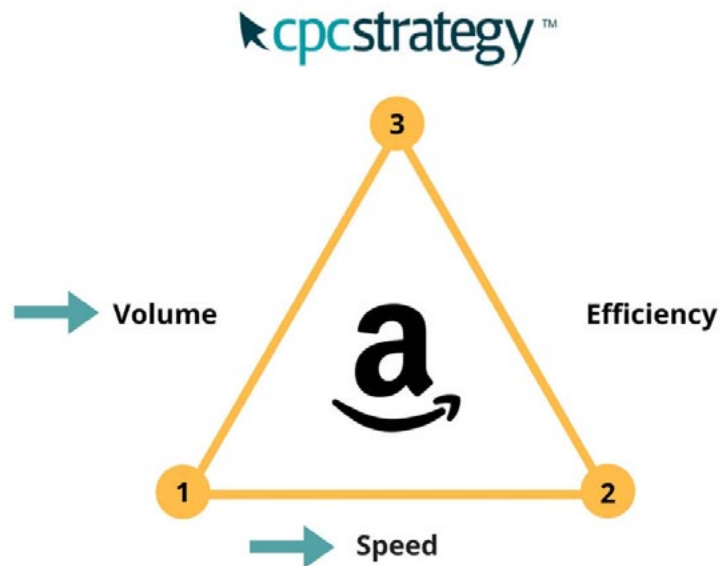 cpcstrategy™
3
Volume
Efficiency
a
1
2
Speed